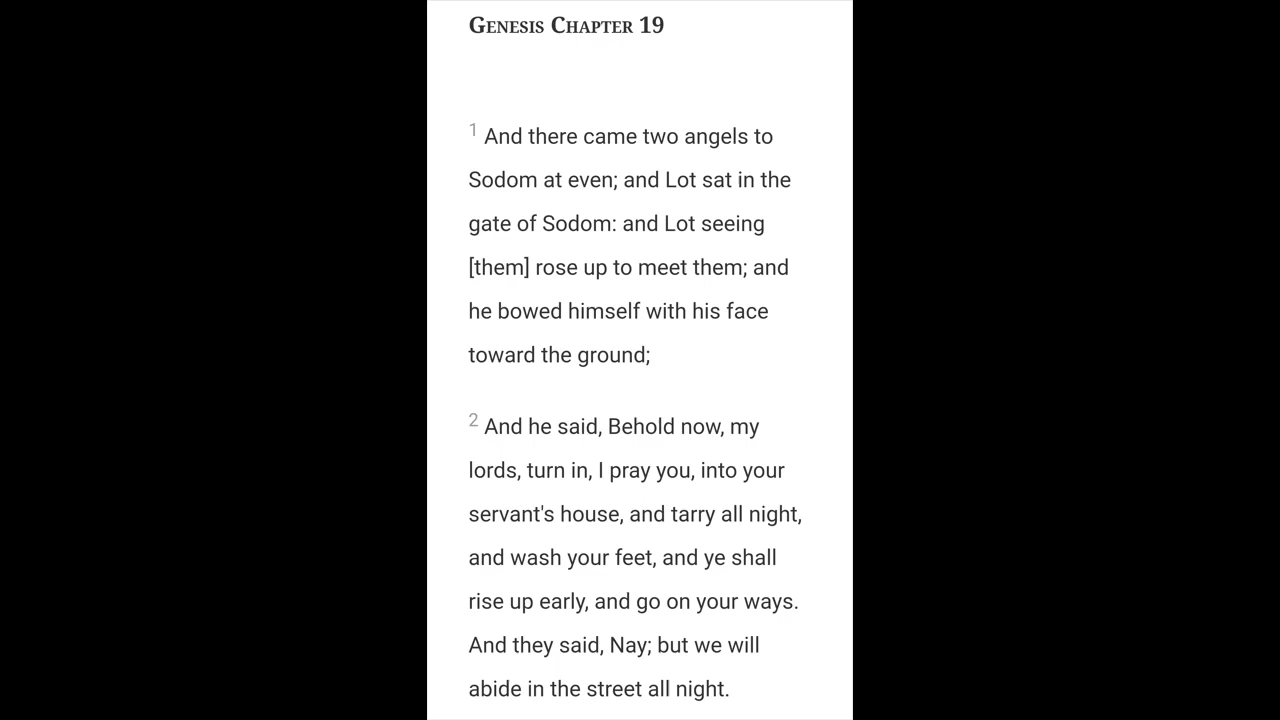 Genesis Chapter 19
1 And there came two angels to
Sodom at even; and Lot sat in the
gate of Sodom: and Lot seeing
[them] rose up to meet them; and
he bowed himself with his face
toward the ground;
2 And he said, Behold now, my
lords, turn in, I pray you, into your
servant's house, and tarry all night,
and wash your feet, and ye shall
rise up early, and go on your ways.
And they said, Nay; but we will
abide in the street all night.